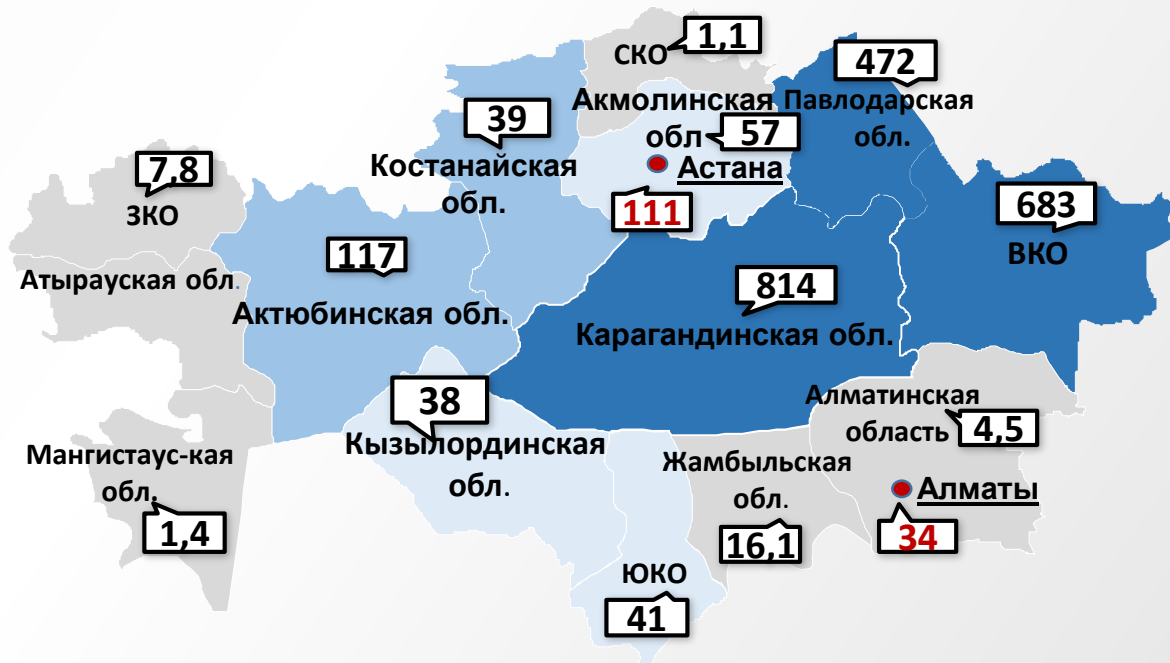 1,1
СКО
472
Акмолинская
обл
57
Павлодарская
обл.
39
Костанайская
обл.
Астана
111
7,8
ЗКО
683
ВКО
Атырауская обл.
117
Актюбинская обл.
814
Карагандинская обл.
38
Кызылординская
обл.
Алматинская
область
4,5
Мангистаус-кая
обл.
1,4
Жамбыльская
обл.
16,1
Алматы
34
ЮКО
41